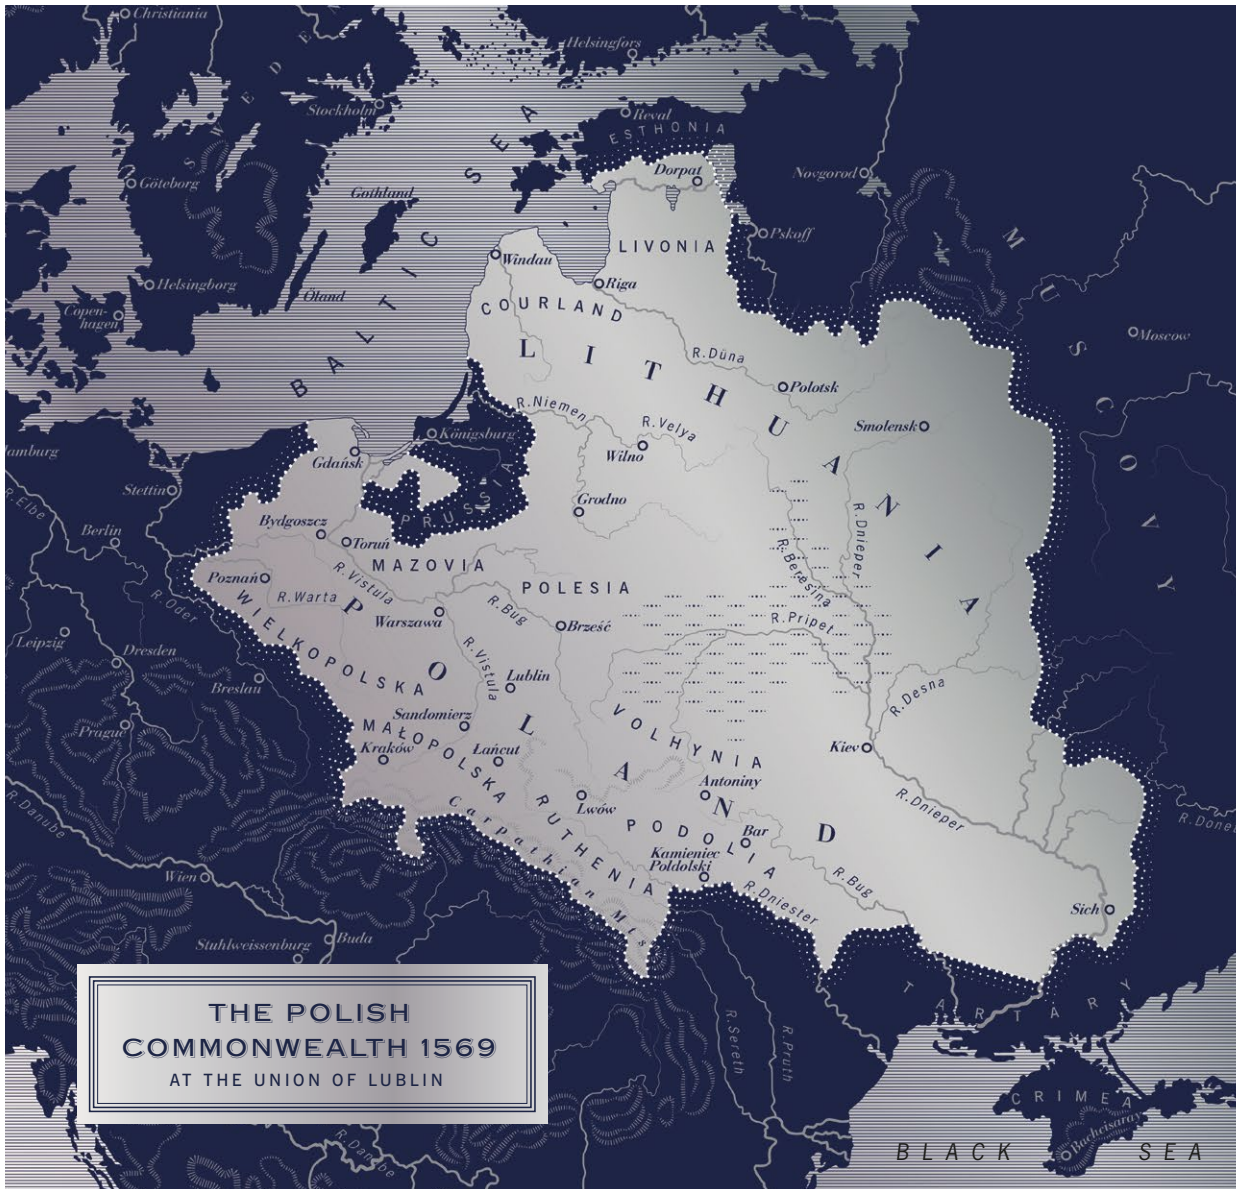 Christiania
Helsingfors
SWEDEN
Stockholm
Reval
ESTHONIA
Dorpat
Novgorod
Göteborg
Gothland
BALTIC SEA
Pskoff
MUSCOVY
LIVONIA
Windau
Riga
Helsingborg
Öland
Copen-
hagen
COURLAND
Moscow
LITHUANIA
R.Düna
Polotsk
R.Niemen
R.Velya
Smolensk
Königsburg
Wilno
amburg
Gdańsk
Stettin
R.Elbe
PRUSSIA
Grodno
R.Dnieper
Berlin
Bydgoszcz
Toruń
MAZOVIA
R.Beresina
Poznań
R.Vistula
POLESIA
R.Warta
R.Oder
POLAND
Warszawa
R.Bug
Brześć
R.Pripet
WIELKOPOLSKA
Leipzig
Dresden
R.Vistula
Lublin
Breslau
R.Desna
Sandomierz
VOLHYNIA
Prague
MAŁOPOLSKA
Kraków
Łańcut
Kiev
Antoniny
R.Danube
Carpathian Mts
RUTHENIA
Lwów
PODOLIA
Bar
R.Dnieper
R.Donet
Kamieniec
Poldolski
R.Bug
Wien
R.Dniester
Sich
Stuhlweissenburg
Buda
TARTARY
THE POLISH
COMMONWEALTH 1569
AT THE UNION OF LUBLIN
R.Sereth
R.Pruth
CRIMEA
Bachcisaray
R.Danube
BLACK SEA